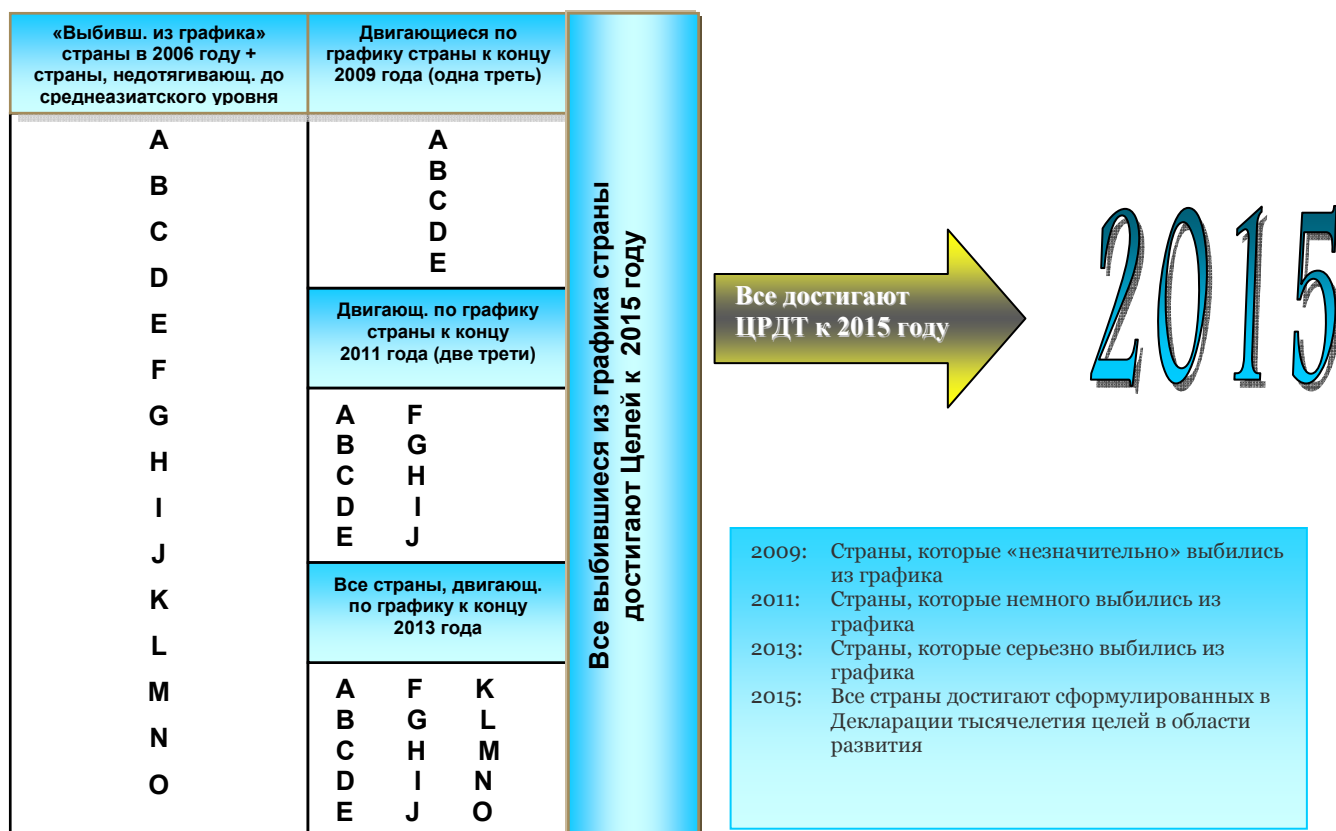 «Выбивш. из графика»
страны в 2006 году +
страны, недотягивающ. до
среднеазиатского уровня
A
B
C
D
E
F
G
H
I
J
K
L
M
N
O
Двигающиеся по
графику страны к концу
2009 года (одна треть)
A
B
C
D
E
Двигающ. по графику
страны к концу
2011 года (две трети)
A F
B G
C H
D I
E J
Все страны, двигающ.
по графику к концу
2013 года
A F K
B G L
C H M
D I N
E J O
Все выбившиеся из графика страны
достигают Целей к 2015 году
Все достигают
ЦРДТ к 2015 году
2015
2009: Страны, которые «незначительно» выбились
из графика
2011: Страны, которые немного выбились из
графика
2013: Страны, которые серьезно выбились из
графика
2015: Все страны достигают сформулированных в
Декларации тысячелетия целей в области
развития